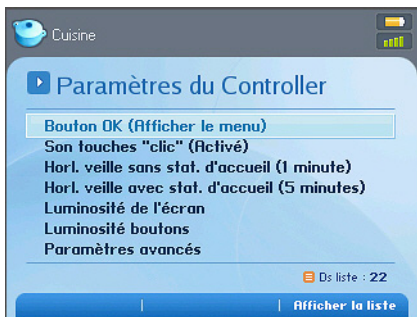 Cuisine
Paramètres du Controller
Bouton OK (Afficher le menu)
Son touches "clic" (Activé)
Horl. veille sans stat. d'accueil (1 minute)
Horl. veille avec stat. d'accueil (5 minutes)
Luminosité de l'écran
Luminosité boutons
Paramètres avancés
Ds liste : 22
Afficher la liste